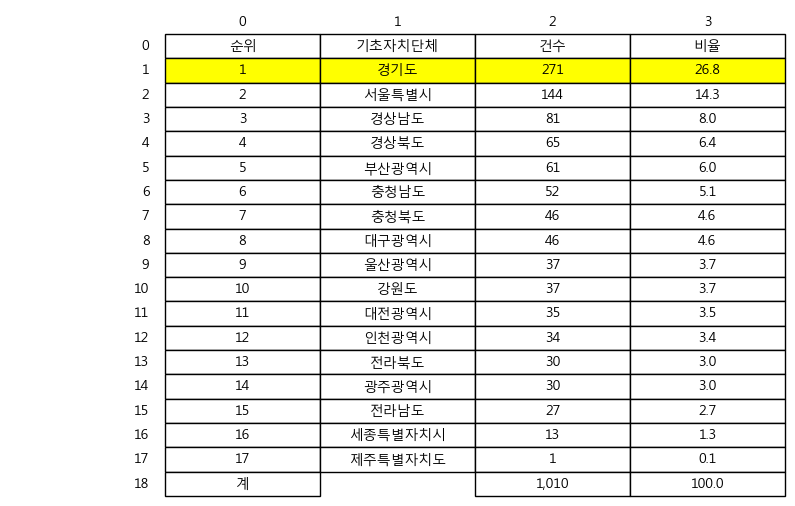 0 1 2 3
0 순위 기초자치단체 건수 비율
1 1 경기도 271 26.8
2 2 서울특별시 144 14.3
3 3 경상남도 81 8.0
4 4 경상북도 65 6.4
5 5 부산광역시 61 6.0
6 6 충청남도 52 5.1
7 7 충청북도 46 4.6
8 8 대구광역시 46 4.6
9 9 울산광역시 37 3.7
10 10 강원도 37 3.7
11 11 대전광역시 35 3.5
12 12 인천광역시 34 3.4
13 13 전라북도 30 3.0
14 14 광주광역시 30 3.0
15 15 전라남도 27 2.7
16 16 세종특별자치시 13 1.3
17 17 제주특별자치도 1 0.1
18 계 1,010 100.0